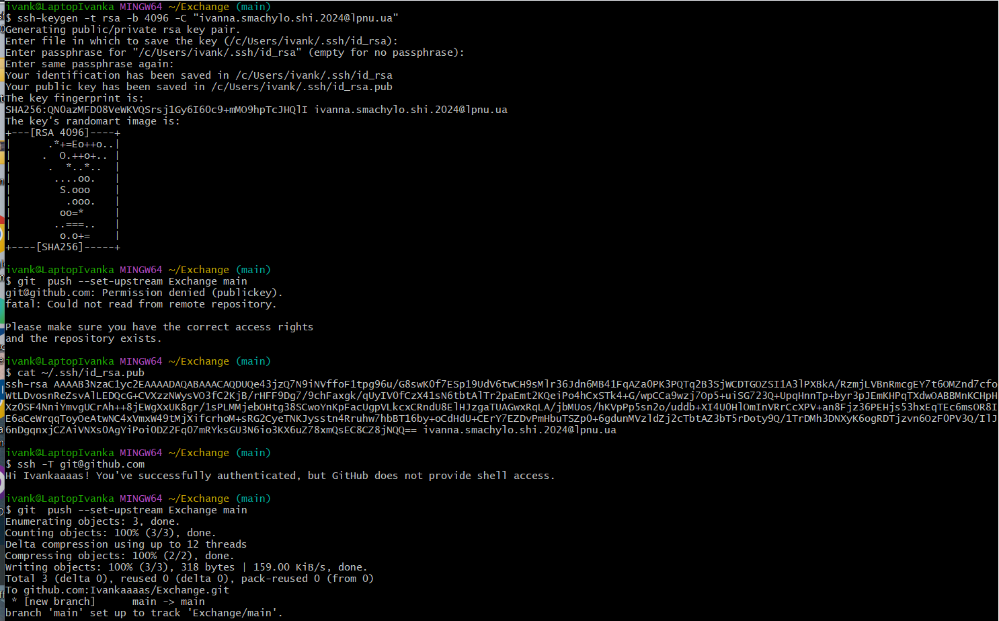 ivank@LaptopIvanka MINGW64 ~/Exchange (main)
$ ssh-keygen -t rsa -b 4096 -C "ivanna.smachylo.shi.2024@lpnu.ua"
Generating public/private rsa key pair.
Enter file in which to save the key (/c/Users/ivank/.ssh/id_rsa):
Enter passphrase for "/c/Users/ivank/.ssh/id_rsa" (empty for no passphrase):
Enter same passphrase again:
Your identification has been saved in /c/Users/ivank/.ssh/id_rsa
Your public key has been saved in /c/Users/ivank/.ssh/id_rsa.pub
The key fingerprint is:
SHA256:QN0azMFD08VeWKVQSrsj1Gy6I6Oc9+mMO9hpTcJHQlI ivanna.smachylo.shi.2024@lpnu.ua
The key's randomart image is:
+---[RSA 4096]----+
|      .*+=Eo++o..|
|     .  O.++o+.. |
|      .  *..*..  |
|       ....oo.   |
|        S.ooo    |
|         .ooo.   |
|        oo=*     |
|       ..===..   |
|        o.o+=    |
+----[SHA256]-----+
ivank@LaptopIvanka MINGW64 ~/Exchange (main)
$ git  push --set-upstream Exchange main
git@github.com: Permission denied (publickey).
fatal: Could not read from remote repository.
Please make sure you have the correct access rights
and the repository exists.
ivank@LaptopIvanka MINGW64 ~/Exchange (main)
$ cat ~/.ssh/id_rsa.pub
ssh-rsa AAAAB3NzaC1yc2EAAAADAQABAAACAQDUQe43jzQ7N9iNVffoF1tpg96u/G8swK0f7ESp19UdV6twCH9sMlr36Jdn6MB41FqAZaOPK3PQTq2B3SjWCDTGOZSI1A3lPXBkA/RzmjLVBnRmcgEY7t6OMZnd7cfo
WtLDvosnReZsvAlLEDQcG+CVXzzNWysVO3fC2KjB/rHFF9Dg7/9chFaxgk/qUyIVOfCzX41sN6tbtAlTr2paEmt2KQeiPo4hCxSTk4+G/wpCCa9wzj7Op5+uiSG723Q+UpqHnnTp+byr3pJEmKHPqTXdwOABBMnKCHpH
XzOSF4NniYmvgUCrAh++8jEWgXxUK8gr/1sPLMMjebOHtg38SCwoYnKpFacUgpVLkcxCRndU8ElHJzgaTUAGwxRqLA/jbMUos/hKVpPp5sn2o/uddb+XI4UOHlOmInVRrCcXPV+an8Fjz36PEHjs53hxEqTEc6msOR8I
E6aCeWrqqToyOeAtwNC4xVmxW49tMjXifcrhoM+sRG2CyeTNKJysstn4Rruhw7hbBT16by+oCdHdU+CErY7EZDvPmHbuTSZpO+6gdunMVzldZj2cTbtAZ3bT5rDoty9Q/1TrDMh3DNXyK6ogRDTjzvn6OzFOPV3Q/IlJ
6nDgqnxjCZAiVNXsOAgYiPoiODZ2Fq07mRYksGU3N6io3KX6uZ78xmQsEC8CZ8jNQQ== ivanna.smachylo.shi.2024@lpnu.ua
ivank@LaptopIvanka MINGW64 ~/Exchange (main)
$ ssh -T git@github.com
Hi Ivankaaaas! You've successfully authenticated, but GitHub does not provide shell access.
ivank@LaptopIvanka MINGW64 ~/Exchange (main)
$ git  push --set-upstream Exchange main
Enumerating objects: 3, done.
Counting objects: 100% (3/3), done.
Delta compression using up to 12 threads
Compressing objects: 100% (2/2), done.
Writing objects: 100% (3/3), 318 bytes | 159.00 KiB/s, done.
Total 3 (delta 0), reused 0 (delta 0), pack-reused 0 (from 0)
To github.com:Ivankaaaas/Exchange.git
 * [new branch]      main -> main
branch 'main' set up to track 'Exchange/main'.